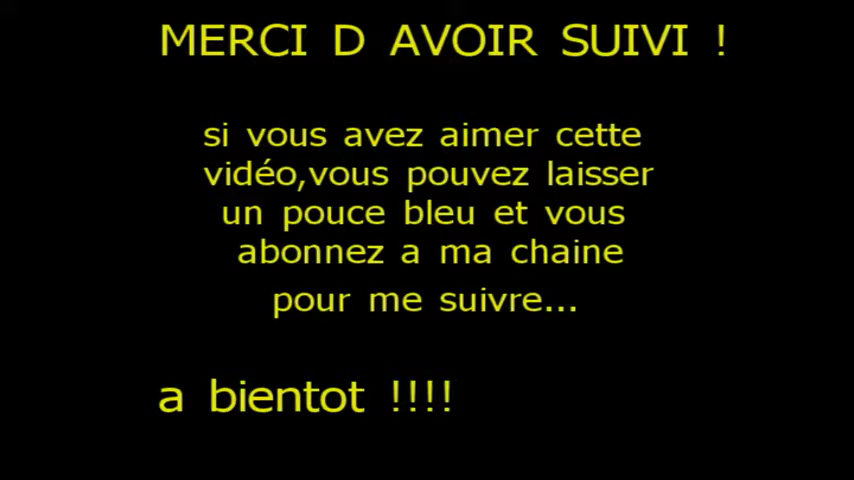 MERCI D AVOIR SUIVI !
si vous avez aimer cette
vidéo,vous pouvez laisser
un pouce bleu et vous
abonnez a ma chaine
pour me suivre...
a bientot !!!!